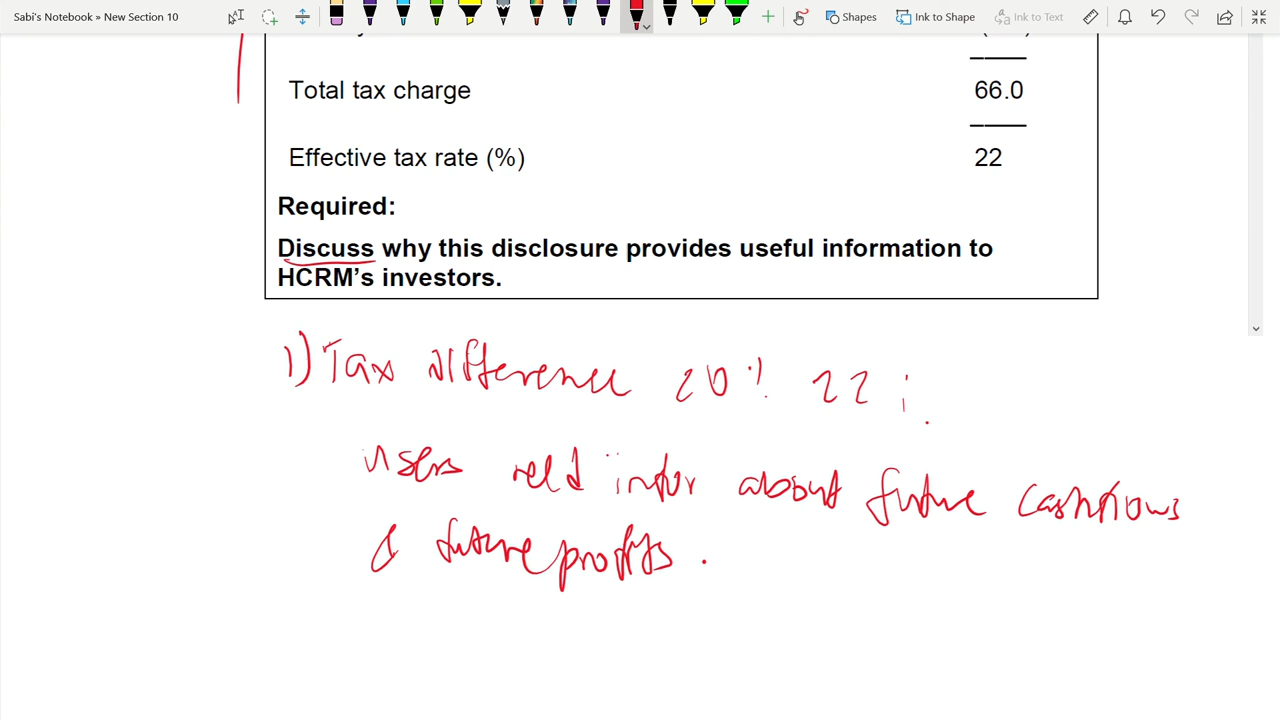 Sabi's Notebook » New Section 10
Shapes
Ink to Shape
Ink to Text
Total tax charge 66.0
Effective tax rate (%) 22
Required:
Discuss why this disclosure provides useful information to
HCRM's investors.
1) Tax difference 20% 22 ;
users need infor about future cashflows
& future profits .